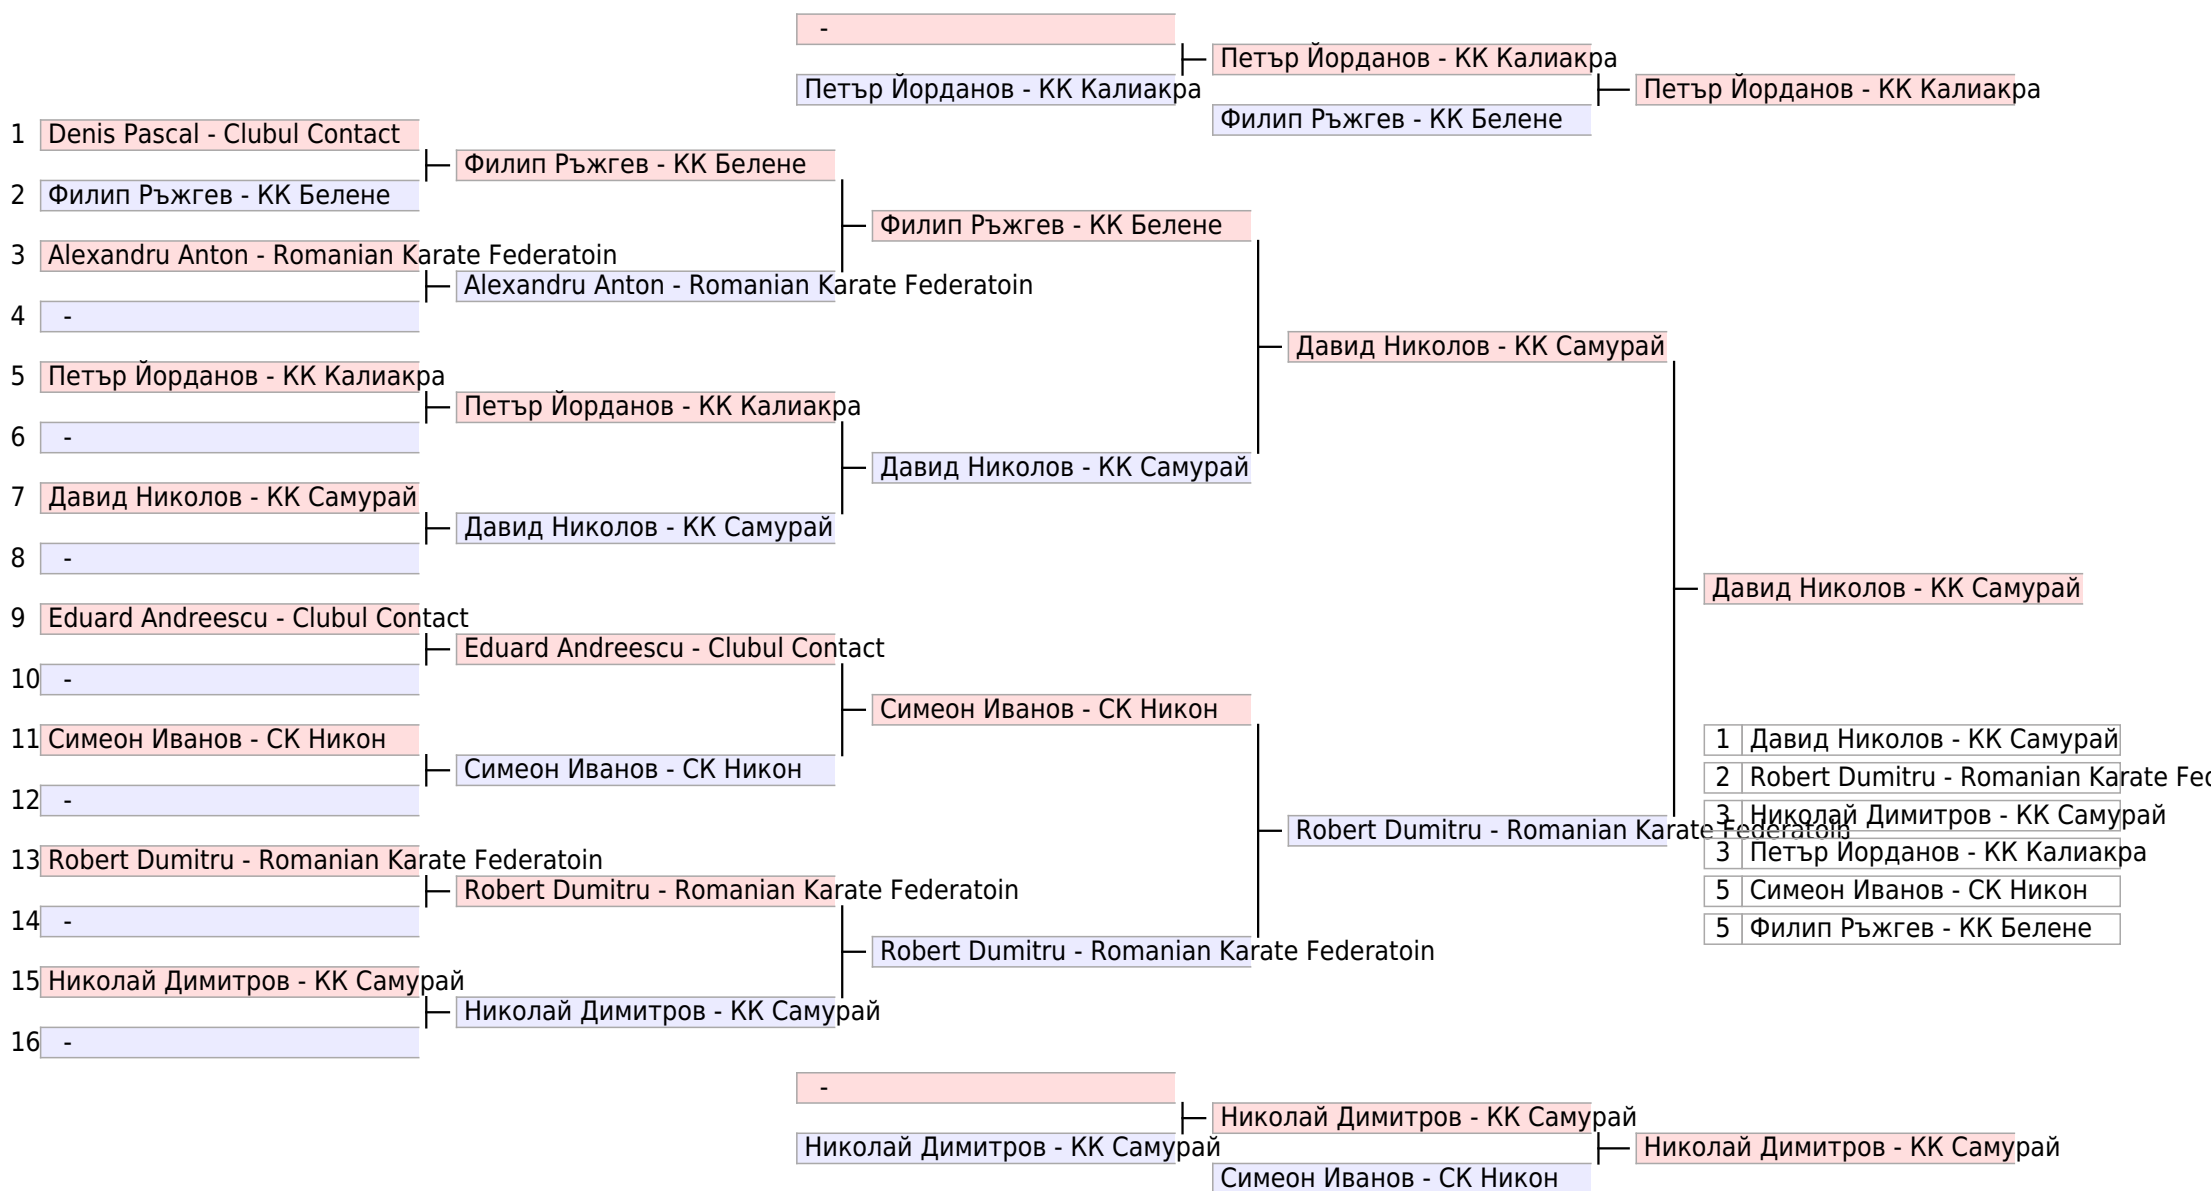 -
Петър Йорданов - КК Калиакра
Петър Йорданов - КК Калиакра
Филип Ръжгев - КК Белене
Петър Йорданов - КК Калиакра
1 Denis Pascal - Clubul Contact
2 Филип Ръжгев - КК Белене
3 Alexandru Anton - Romanian Karate Federatoin
4 -
5 Петър Йорданов - КК Калиакра
6 -
7 Давид Николов - КК Самурай
8 -
9 Eduard Andreescu - Clubul Contact
10 -
11 Симеон Иванов - СК Никон
12 -
13 Robert Dumitru - Romanian Karate Federatoin
14 -
15 Николай Димитров - КК Самурай
16 -
Филип Ръжгев - КК Белене
Alexandru Anton - Romanian Karate Federatoin
Петър Йорданов - КК Калиакра
Давид Николов - КК Самурай
Eduard Andreescu - Clubul Contact
Симеон Иванов - СК Никон
Robert Dumitru - Romanian Karate Federatoin
Николай Димитров - КК Самурай
Филип Ръжгев - КК Белене
Давид Николов - КК Самурай
Симеон Иванов - СК Никон
Robert Dumitru - Romanian Karate Federatoin
Давид Николов - КК Самурай
Robert Dumitru - Romanian Karate Federatoin
Давид Николов - КК Самурай
1 Давид Николов - КК Самурай
2 Robert Dumitru - Romanian Karate Fed
3 Николай Димитров - КК Самурай
3 Петър Йорданов - КК Калиакра
5 Симеон Иванов - СК Никон
5 Филип Ръжгев - КК Белене
-
Николай Димитров - КК Самурай
Николай Димитров - КК Самурай
Симеон Иванов - СК Никон
Николай Димитров - КК Самурай